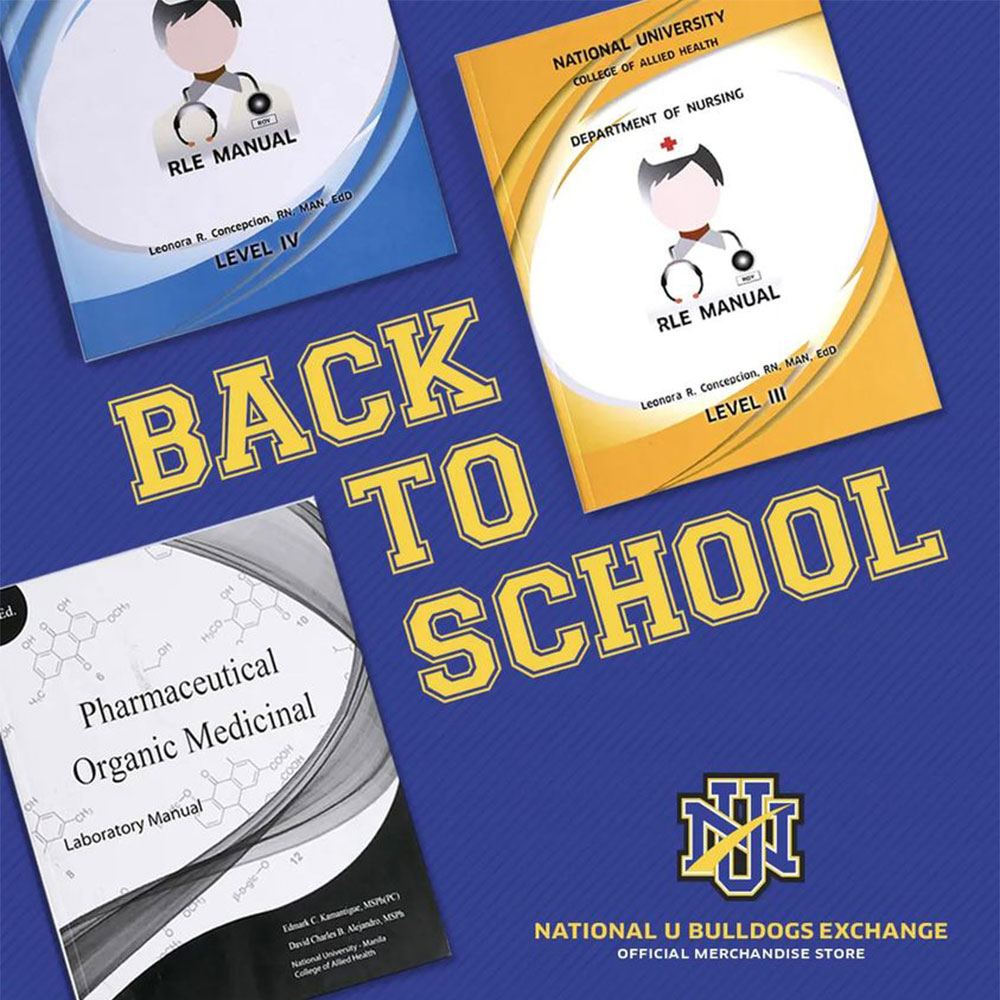 RLE MANUAL
Leonora R. Concepcion, RN, MAN, EdD
LEVEL IV
NATIONAL UNIVERSITY
COLLEGE OF ALLIED HEALTH
DEPARTMENT OF NURSING
RLE MANUAL
Leonora R. Concepcion, RN, MAN, EdD
LEVEL III
BACK
TO
SCHOOL
Ed.
Pharmaceutical
Organic Medicinal
Laboratory Manual
Edmark C. Kamantigue, MSPh(PC)
David Charles B. Alejandro, MSPh
National University - Manila
College of Allied Health
NU
NATIONAL U BULLDOGS EXCHANGE
OFFICIAL MERCHANDISE STORE